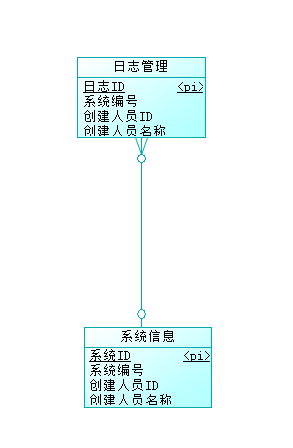 日志管理
日志ID <pi>
系统编号
创建人员ID
创建人员名称
系统信息
系统ID <pi>
系统编号
创建人员ID
创建人员名称